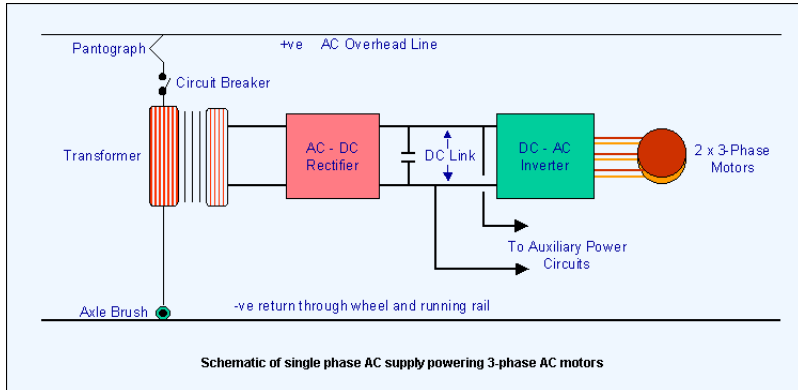 Pantograph
+ve AC Overhead Line
Circuit Breaker
Transformer
AC - DC
Rectifier
DC Link
DC - AC
Inverter
2 x 3-Phase
Motors
To Auxiliary Power
Circuits
Axle Brush
-ve return through wheel and running rail
Schematic of single phase AC supply powering 3-phase AC motors